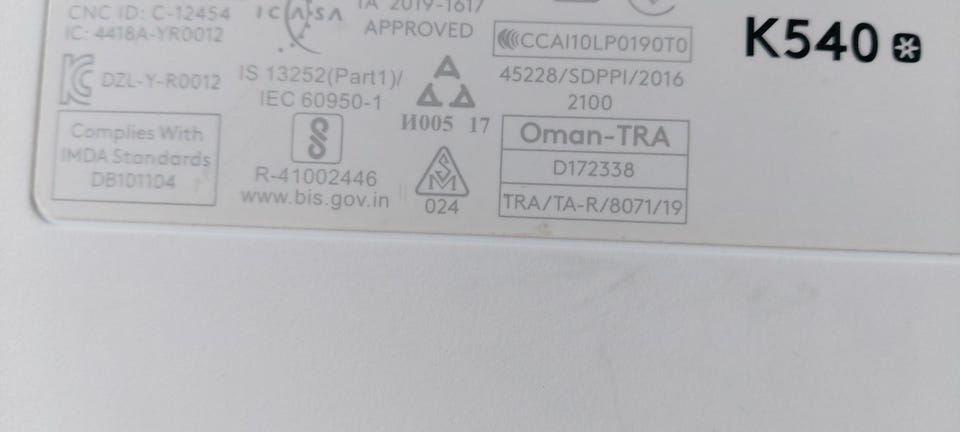 CNC ID: C-12454
IC: 4418A-YR0012
ICASA
TA 2019-1617
APPROVED
CCAI10LP0190T0
K540
DZL-Y-R0012
IS 13252(Part1)/
IEC 60950-1
И005 17
45228/SDPPI/2016
2100
Complies With
IMDA Standards
DB101104
R-41002446
www.bis.gov.in
SM
024
Oman-TRA
D172338
TRA/TA-R/8071/19